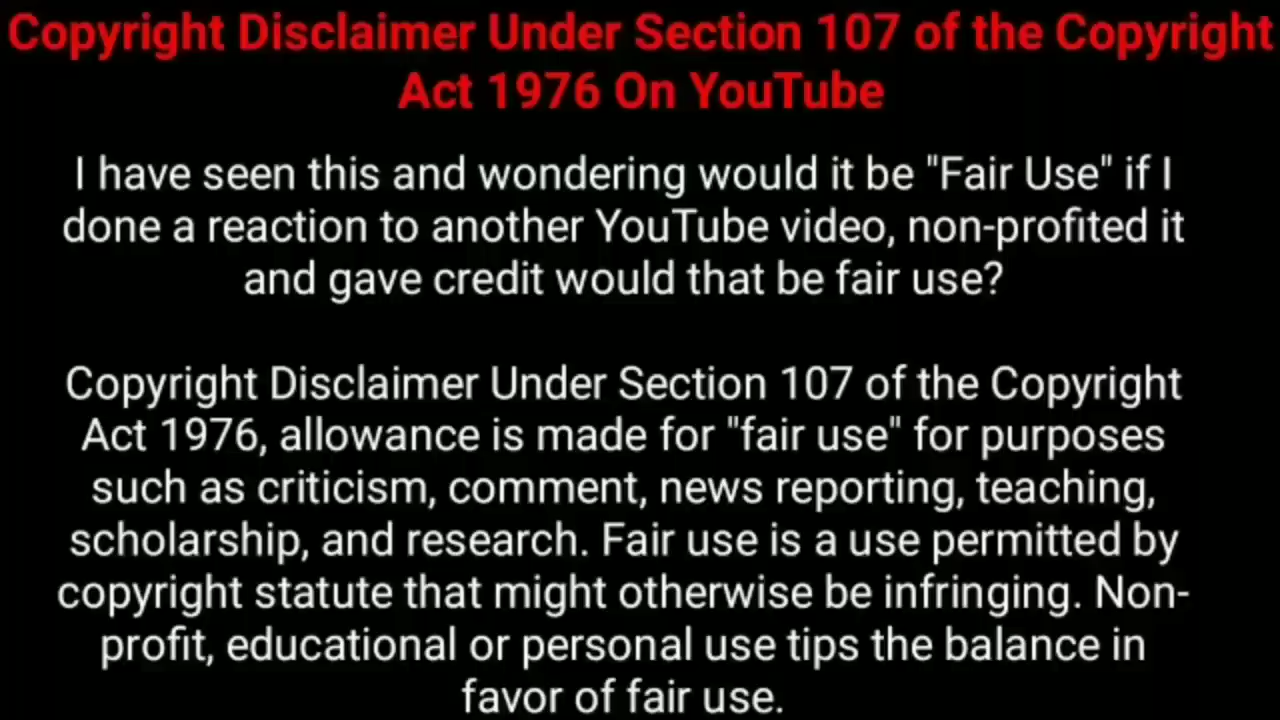 Copyright Disclaimer Under Section 107 of the Copyright
Act 1976 On YouTube
I have seen this and wondering would it be "Fair Use" if I
done a reaction to another YouTube video, non-profited it
and gave credit would that be fair use?
Copyright Disclaimer Under Section 107 of the Copyright
Act 1976, allowance is made for "fair use" for purposes
such as criticism, comment, news reporting, teaching,
scholarship, and research. Fair use is a use permitted by
copyright statute that might otherwise be infringing. Non-
profit, educational or personal use tips the balance in
favor of fair use.